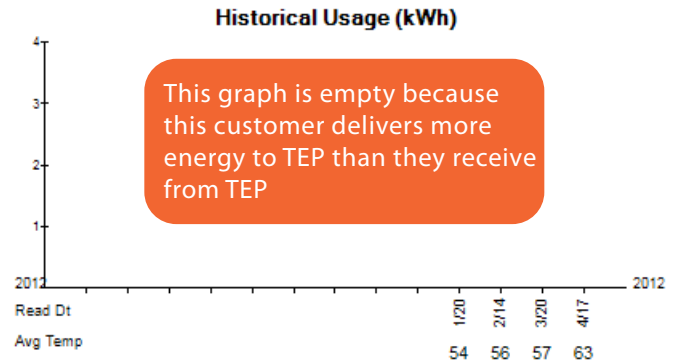 Historical Usage (kWh)
4
This graph is empty because
3
this customer delivers more
energy to TEP than they receive
2
from TEP
1
2012 2012
Read Dt 1/20 2/14 3/20 4/17
Avg Temp 54 56 57 63